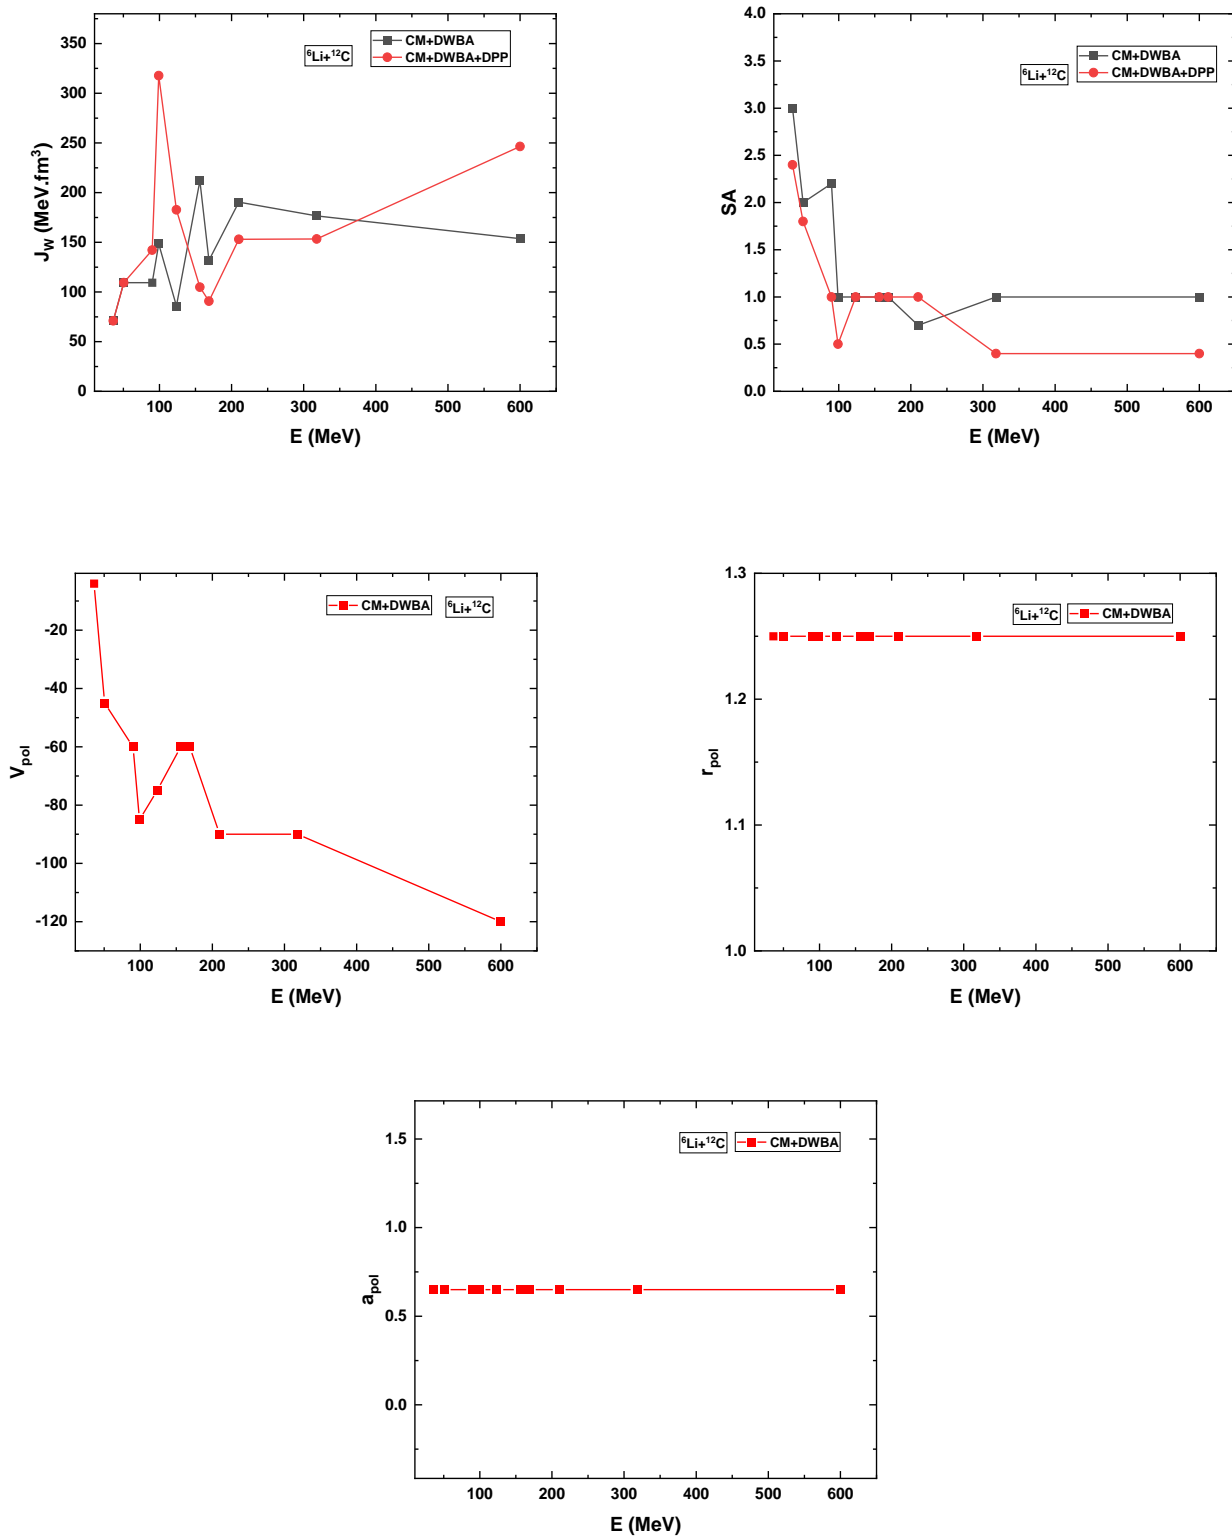 350
300
250
200
150
100
50
0
J_W (MeV.fm³)
⁶Li+¹²C
CM+DWBA
CM+DWBA+DPP
100 200 300 400 500 600
E (MeV)
4.0
3.5
3.0
2.5
2.0
1.5
1.0
0.5
0.0
SA
⁶Li+¹²C
CM+DWBA
CM+DWBA+DPP
100 200 300 400 500 600
E (MeV)
-20
-40
-60
-80
-100
-120
V_pol
CM+DWBA ⁶Li+¹²C
100 200 300 400 500 600
E (MeV)
1.3
1.2
1.1
1.0
r_pol
⁶Li+¹²C CM+DWBA
100 200 300 400 500 600
E (MeV)
1.5
1.0
0.5
0.0
a_pol
⁶Li+¹²C CM+DWBA
100 200 300 400 500 600
E (MeV)